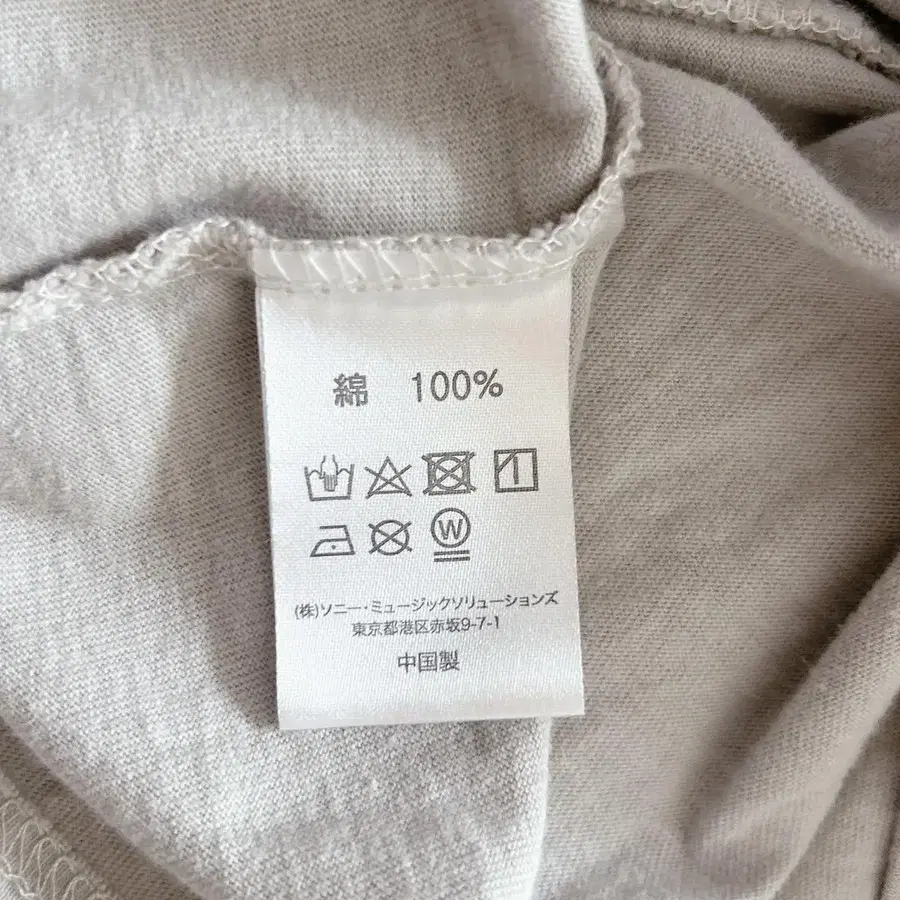 綿 100%
W
(株)ソニー・ミュージックソリューションズ
東京都港区赤坂9-7-1
中国製